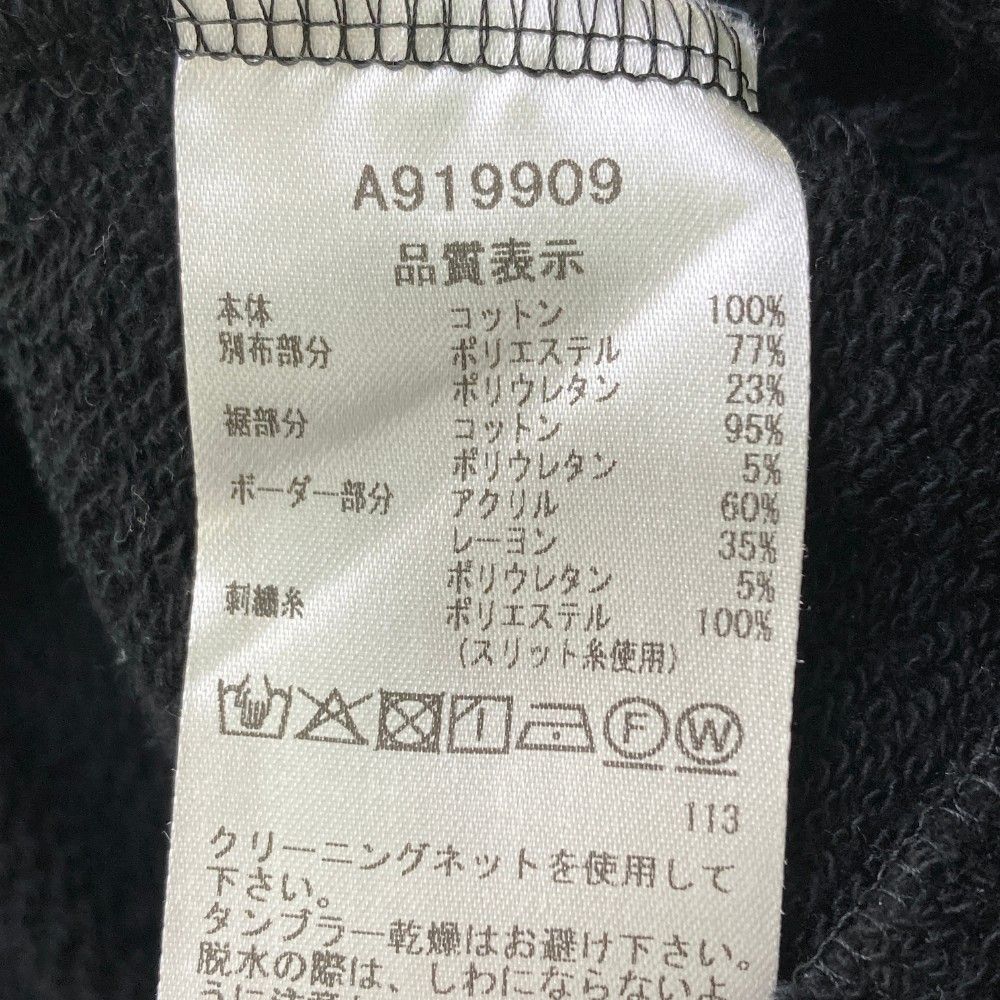 A919909
品質表示
本体 コットン 100%
別布部分 ポリエステル 77%
ポリウレタン 23%
裾部分 コットン 95%
ポリウレタン 5%
ボーダー部分 アクリル 60%
レーヨン 35%
ポリウレタン 5%
刺繍糸 ポリエステル 100%
(スリット糸使用)
F W
113
クリーニングネットを使用して
下さい。
タンブラー乾燥はお避け下さい。
脱水の際は、しわにならないよ
うに注意